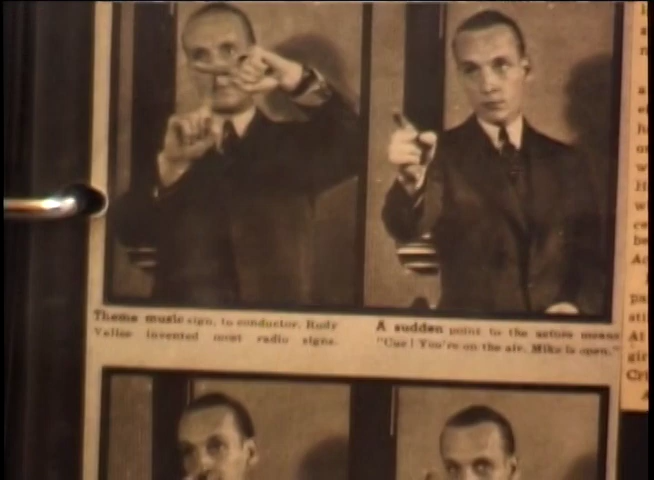 Theme music sign, to conductor. Rudy
Vallee invented most radio signs.
A sudden point to the actors means
"Cue! You're on the air. Mike is open."